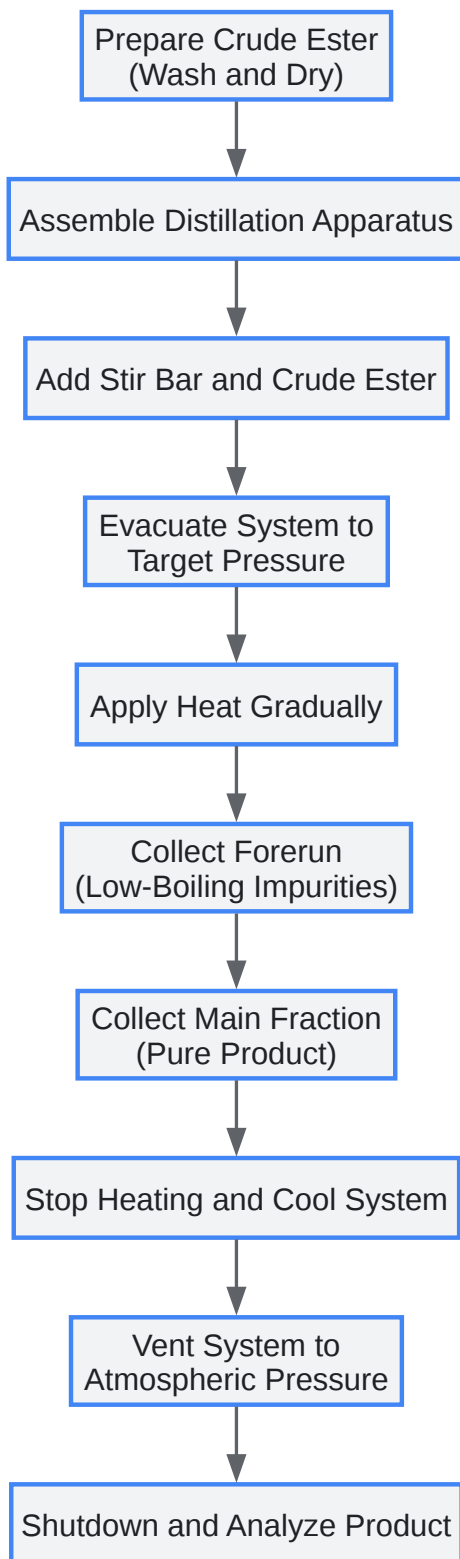 Prepare Crude Ester
(Wash and Dry)
Assemble Distillation Apparatus
Add Stir Bar and Crude Ester
Evacuate System to
Target Pressure
Apply Heat Gradually
Collect Forerun
(Low-Boiling Impurities)
Collect Main Fraction
(Pure Product)
Stop Heating and Cool System
Vent System to
Atmospheric Pressure
Shutdown and Analyze Product